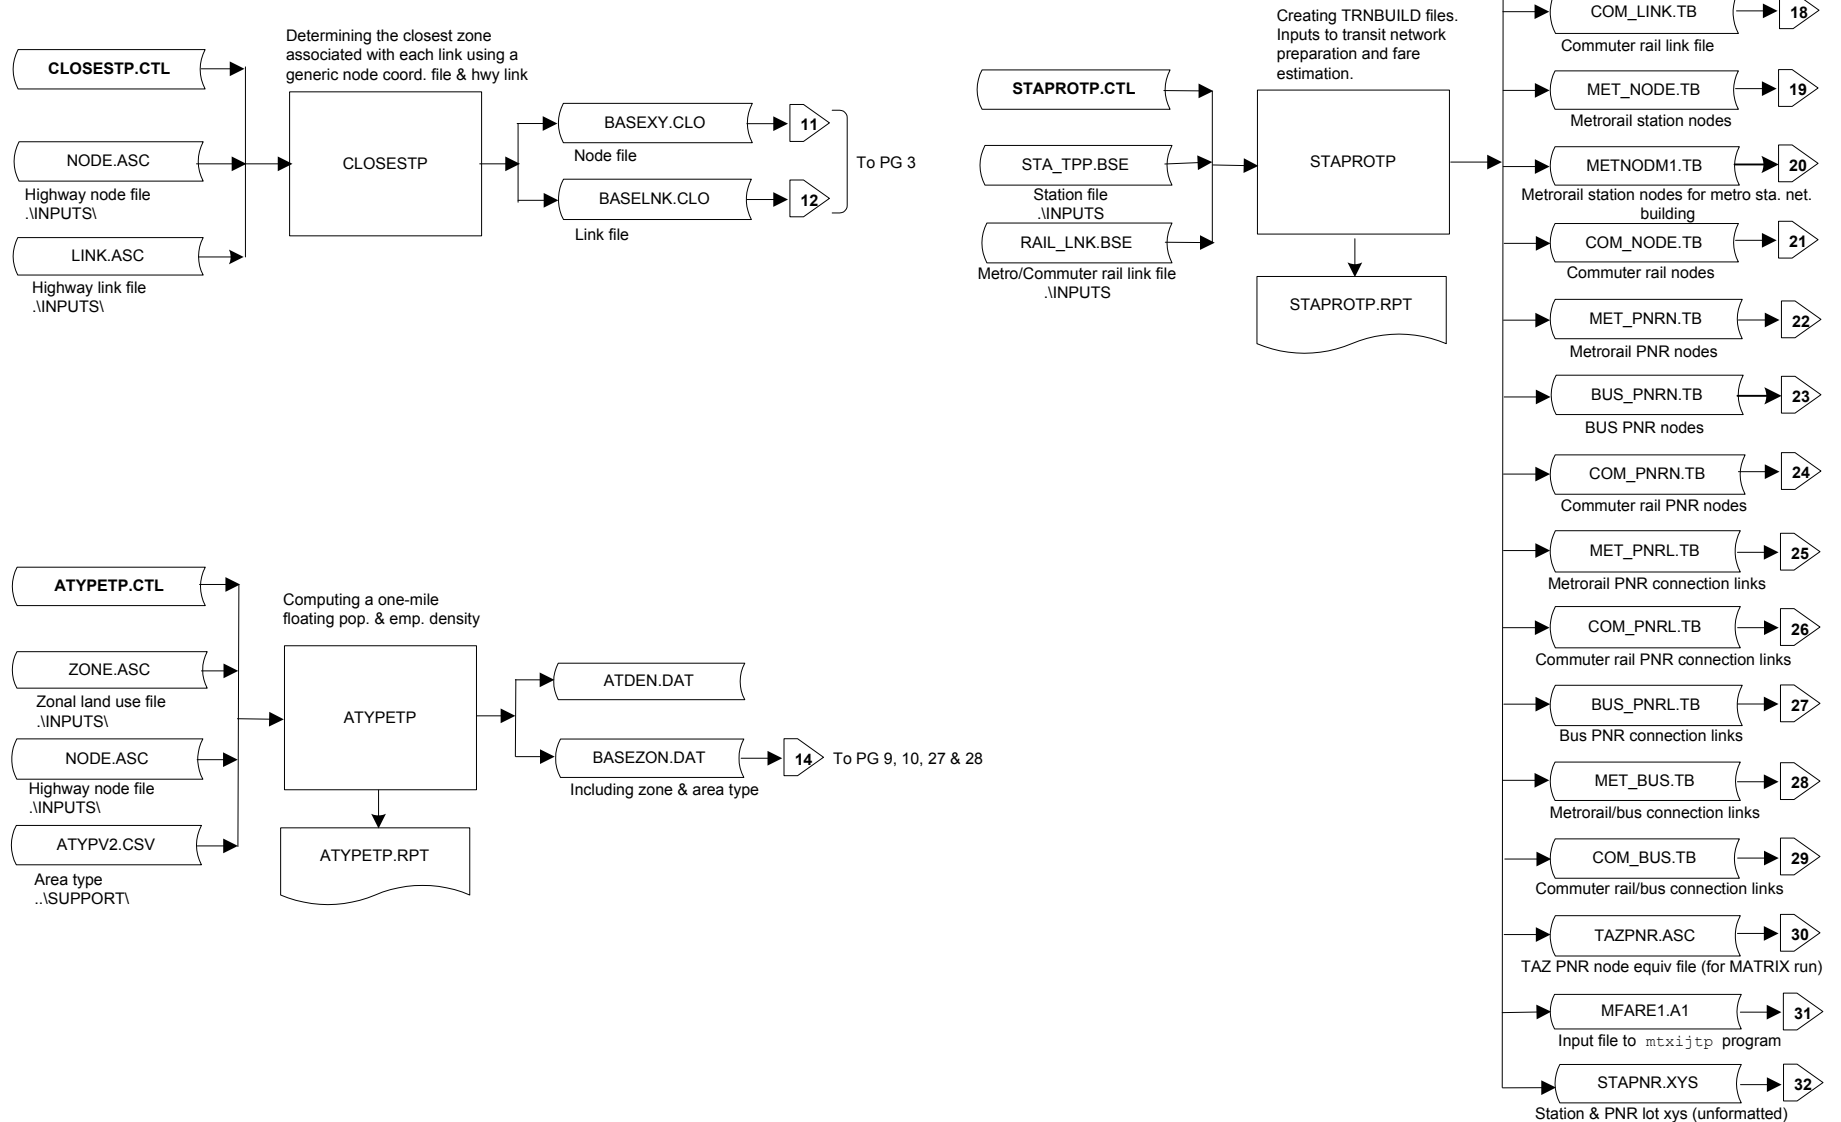 Determining the closest zone
associated with each link using a
generic node coord. file & hwy link
CLOSESTP.CTL
NODE.ASC
Highway node file
.\INPUTS\
LINK.ASC
Highway link file
.\INPUTS\
CLOSESTP
BASEXY.CLO
11
Node file
BASELNK.CLO
12
Link file
To PG 3
Creating TRNBUILD files.
Inputs to transit network
preparation and fare
estimation.
STAPROTP.CTL
STA_TPP.BSE
Station file
.\INPUTS
RAIL_LNK.BSE
Metro/Commuter rail link file
.\INPUTS
STAPROTP
STAPROTP.RPT
COM_LINK.TB
18
Commuter rail link file
MET_NODE.TB
19
Metrorail station nodes
METNODM1.TB
20
Metrorail station nodes for metro sta. net.
building
COM_NODE.TB
21
Commuter rail nodes
MET_PNRN.TB
22
Metrorail PNR nodes
BUS_PNRN.TB
23
BUS PNR nodes
COM_PNRN.TB
24
Commuter rail PNR nodes
MET_PNRL.TB
25
Metrorail PNR connection links
COM_PNRL.TB
26
Commuter rail PNR connection links
BUS_PNRL.TB
27
Bus PNR connection links
MET_BUS.TB
28
Metrorail/bus connection links
COM_BUS.TB
29
Commuter rail/bus connection links
TAZPNR.ASC
30
TAZ PNR node equiv file (for MATRIX run)
MFARE1.A1
31
Input file to mtxijtp program
STAPNR.XYS
32
Station & PNR lot xys (unformatted)
ATYPETP.CTL
ZONE.ASC
Zonal land use file
.\INPUTS\
NODE.ASC
Highway node file
.\INPUTS\
ATYPV2.CSV
Area type
..\SUPPORT\
Computing a one-mile
floating pop. & emp. density
ATYPETP
ATYPETP.RPT
ATDEN.DAT
BASEZON.DAT
14
To PG 9, 10, 27 & 28
Including zone & area type